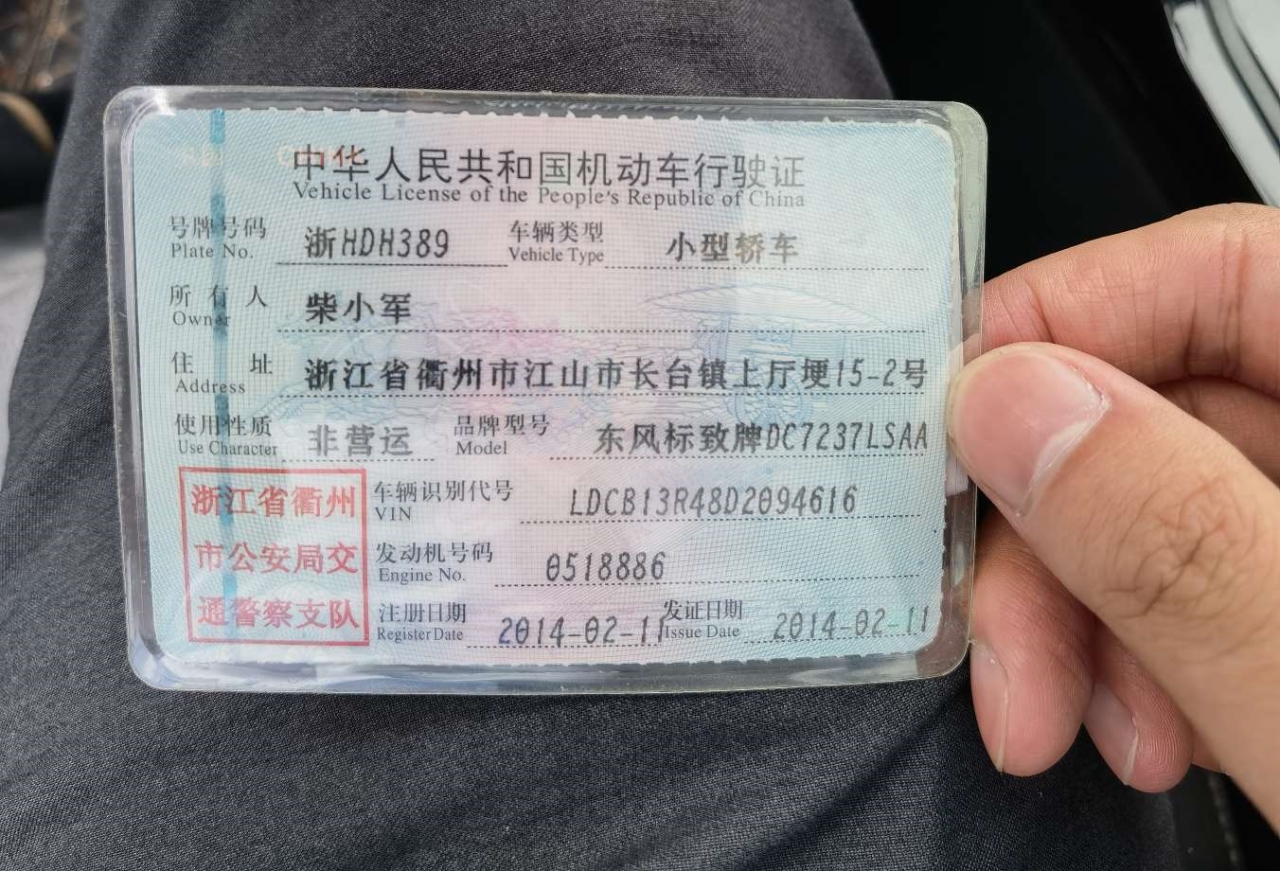 中华人民共和国机动车行驶证
Vehicle License of the People's Republic of China
号牌号码 浙HDH389 车辆类型 小型轿车
Plate No. Vehicle Type
所有人 柴小军
Owner
住址 浙江省衢州市江山市长台镇上厅埂15-2号
Address
使用性质 非营运 品牌型号 东风标致牌DC7237LSAA
Use Character Model
浙江省衢州
市公安局交
通警察支队
车辆识别代号 LDCB13R48D2094616
VIN
发动机号码 0518886
Engine No.
注册日期 2014-02-11 发证日期 2014-02-11
Register Date Issue Date